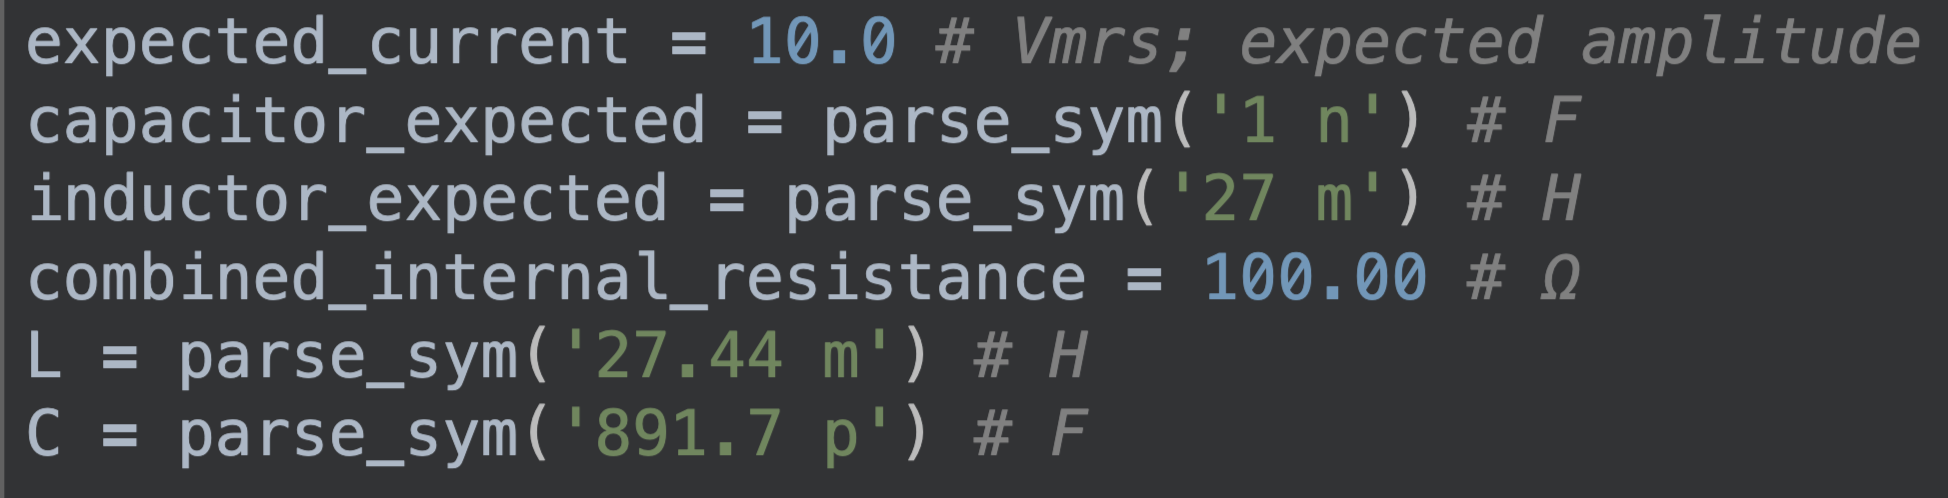 expected_current = 10.0 # Vmrs; expected amplitude
capacitor_expected = parse_sym('1 n') # F
inductor_expected = parse_sym('27 m') # H
combined_internal_resistance = 100.00 # Ω
L = parse_sym('27.44 m') # H
C = parse_sym('891.7 p') # F